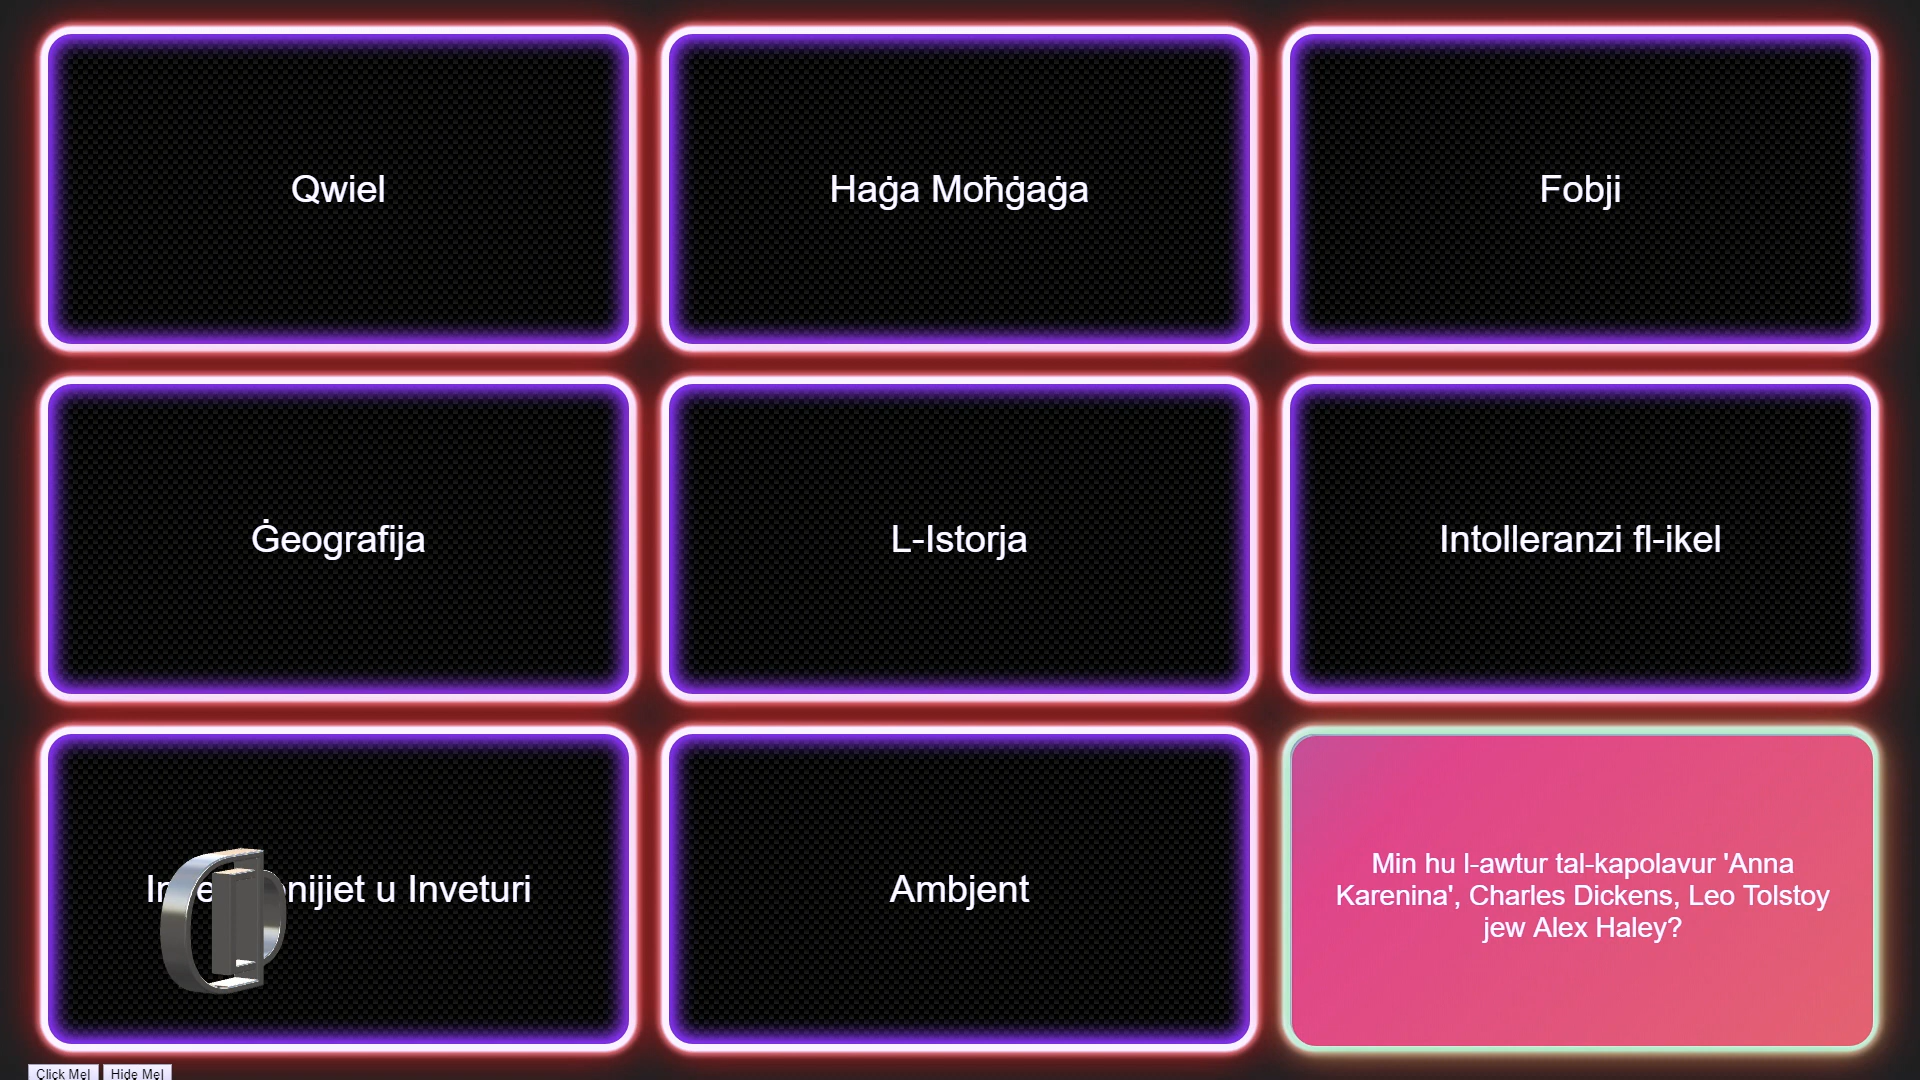 Qwiel
Haġa Moħġaġa
Fobji
Ġeografija
L-Istorja
Intolleranzi fl-ikel
u Inveturi
Ambjent
Min hu l-awtur tal-kapolavur 'Anna
Karenina', Charles Dickens, Leo Tolstoy
jew Alex Haley?
Click Me!
Hide Me!